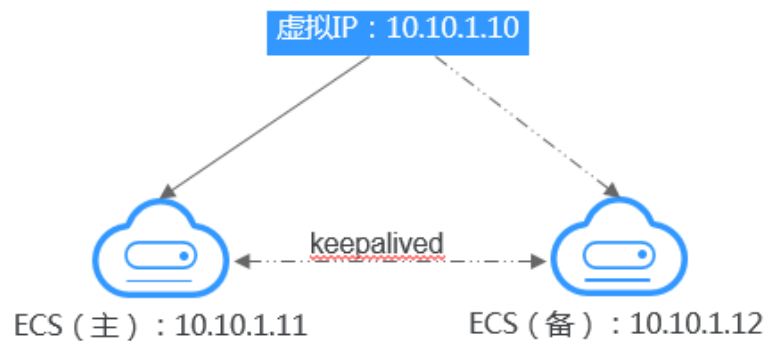 虚拟IP：10.10.1.10
keepalived
ECS（主）：10.10.1.11
ECS（备）：10.10.1.12